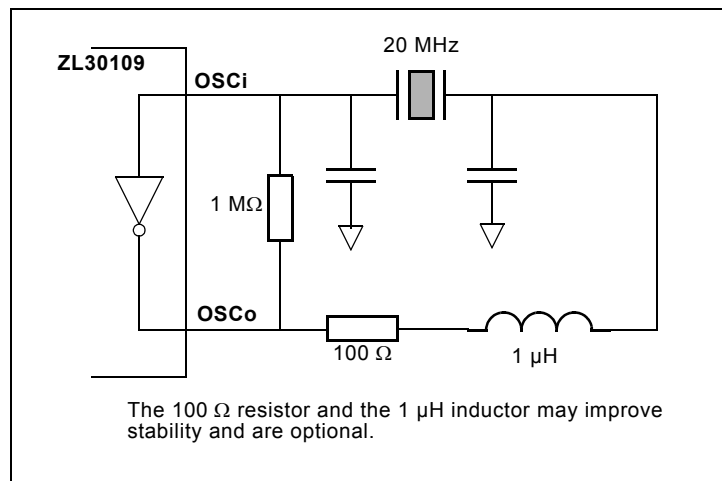 20 MHz
ZL30109
OSCi
1 MΩ
OSCo
100 Ω
1 µH
The 100 Ω resistor and the 1 µH inductor may improve
stability and are optional.